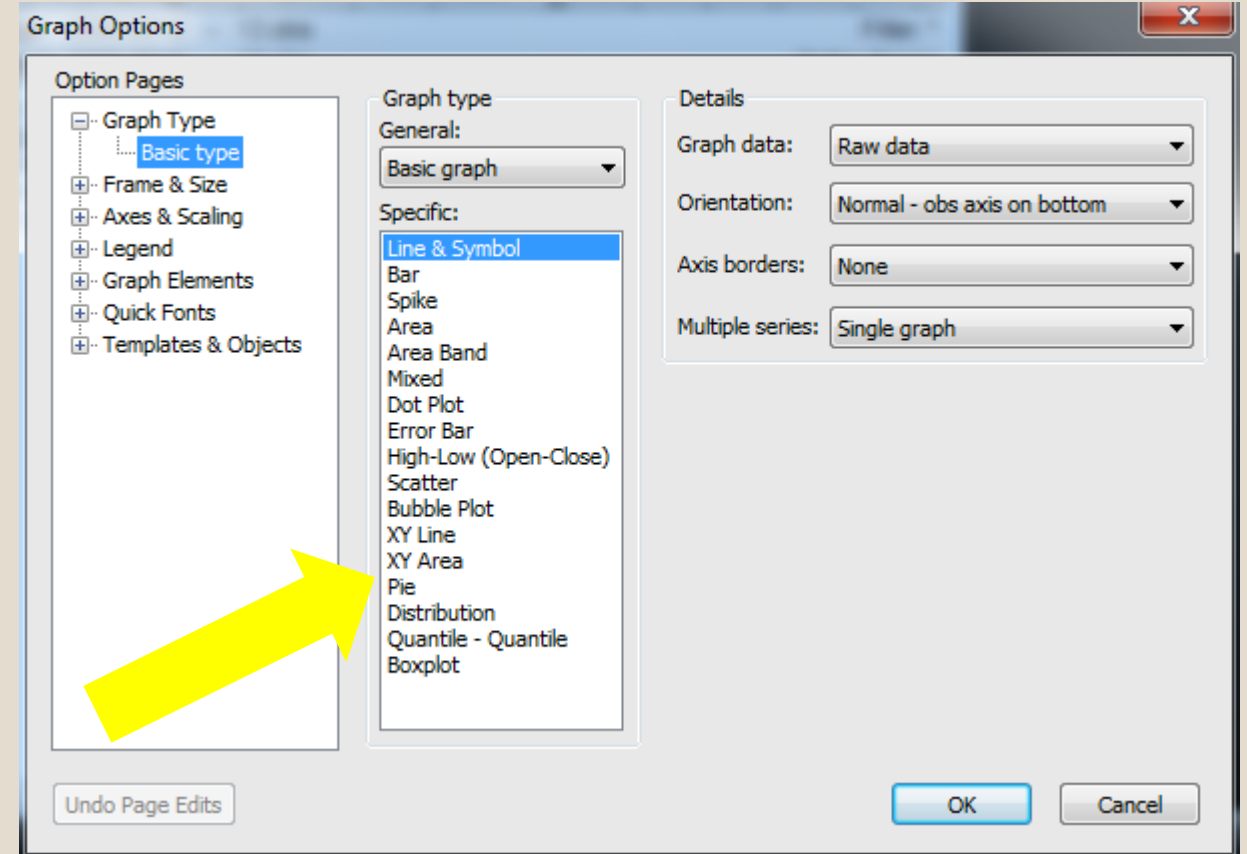 Graph Options
Option Pages
Graph Type
Basic type
Frame & Size
Axes & Scaling
Legend
Graph Elements
Quick Fonts
Templates & Objects
Graph type
General:
Basic graph
Specific:
Line & Symbol
Bar
Spike
Area
Area Band
Mixed
Dot Plot
Error Bar
High-Low (Open-Close)
Scatter
Bubble Plot
XY Line
XY Area
Pie
Distribution
Quantile - Quantile
Boxplot
Details
Graph data: Raw data
Orientation: Normal - obs axis on bottom
Axis borders: None
Multiple series: Single graph
Undo Page Edits
OK
Cancel